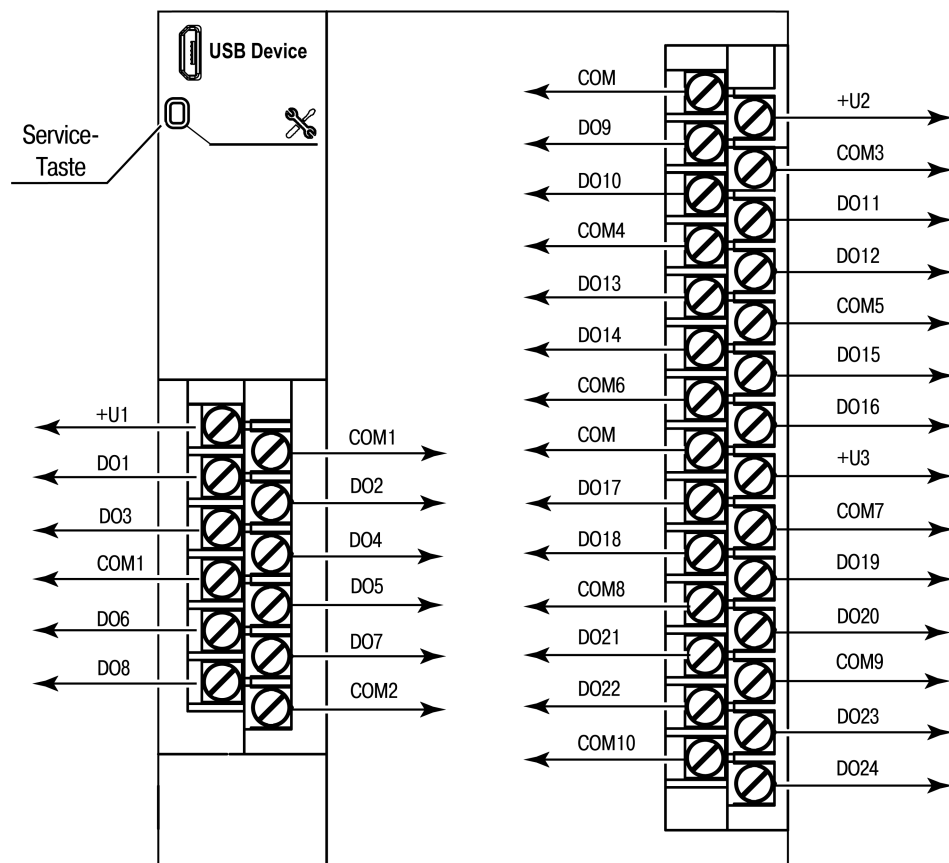 USB Device
Service-
Taste
+U1
COM1
DO1
DO2
DO3
DO4
COM1
DO5
DO6
DO7
DO8
COM2
COM
+U2
DO9
COM3
DO10
DO11
COM4
DO12
DO13
COM5
DO14
DO15
COM6
DO16
COM
+U3
DO17
COM7
DO18
DO19
COM8
DO20
DO21
COM9
DO22
DO23
COM10
DO24